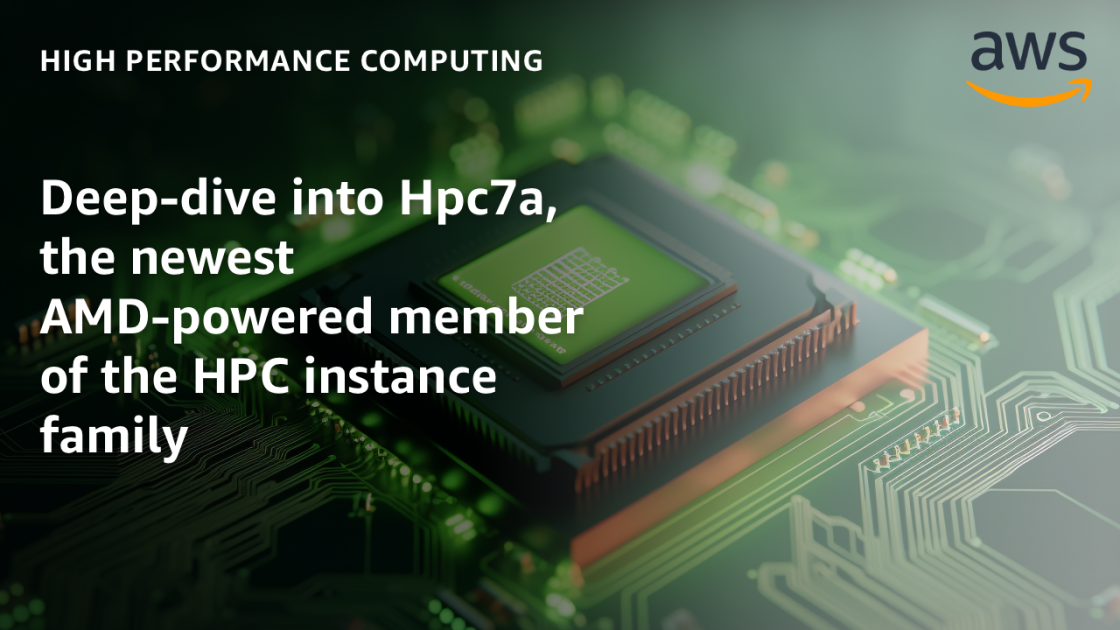 HIGH PERFORMANCE COMPUTING
aws
Deep-dive into Hpc7a,
the newest
AMD-powered member
of the HPC instance
family